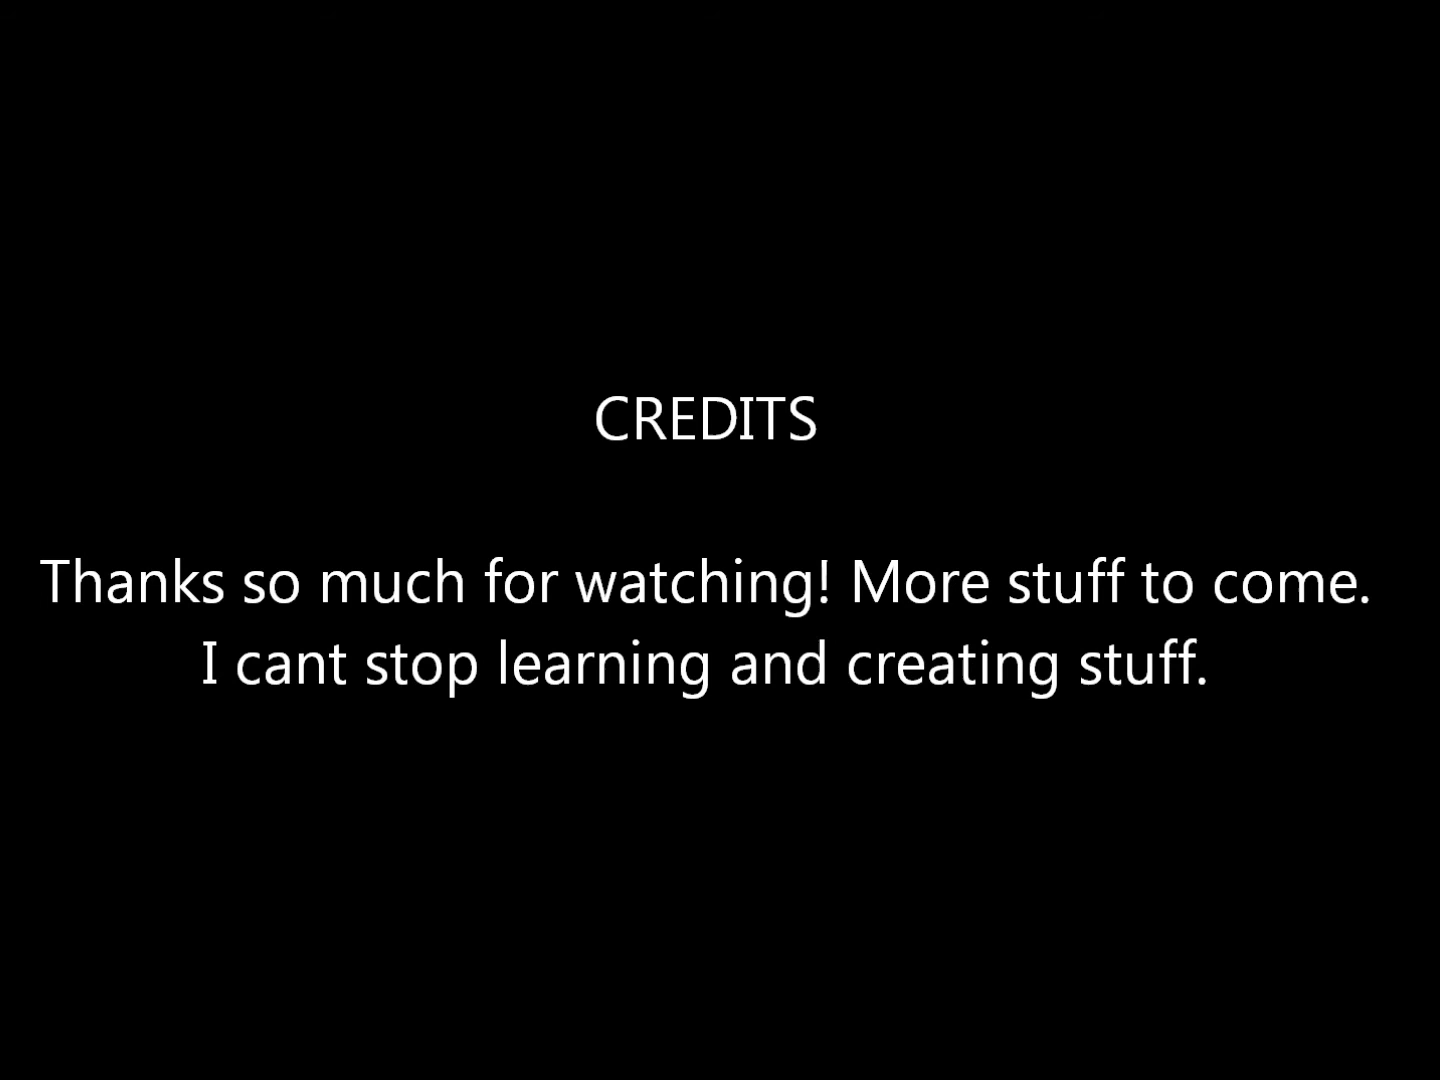 CREDITS
Thanks so much for watching! More stuff to come.
I cant stop learning and creating stuff.